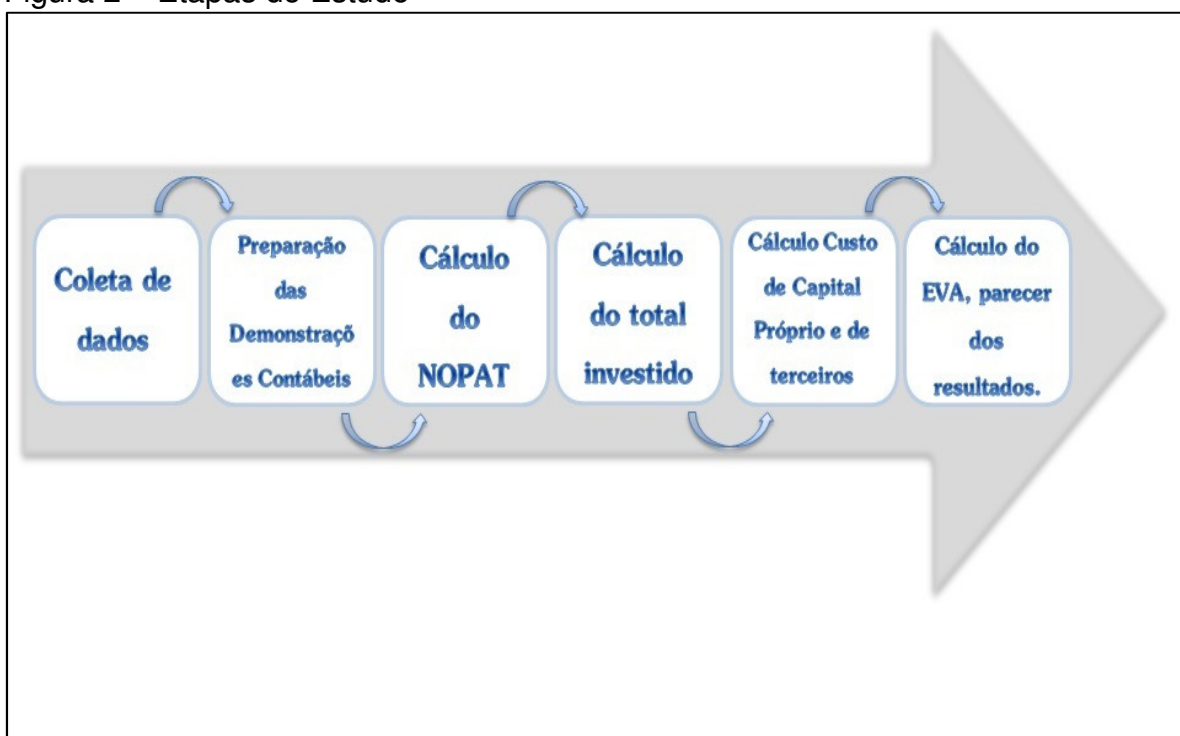 Figura 2 – Etapas do Estudo
Coleta de
dados
Preparação
das
Demonstraçõ
es Contábeis
Cálculo
do
NOPAT
Cálculo
do total
investido
Cálculo Custo
de Capital
Próprio e de
terceiros
Cálculo do
EVA, parecer
dos
resultados.